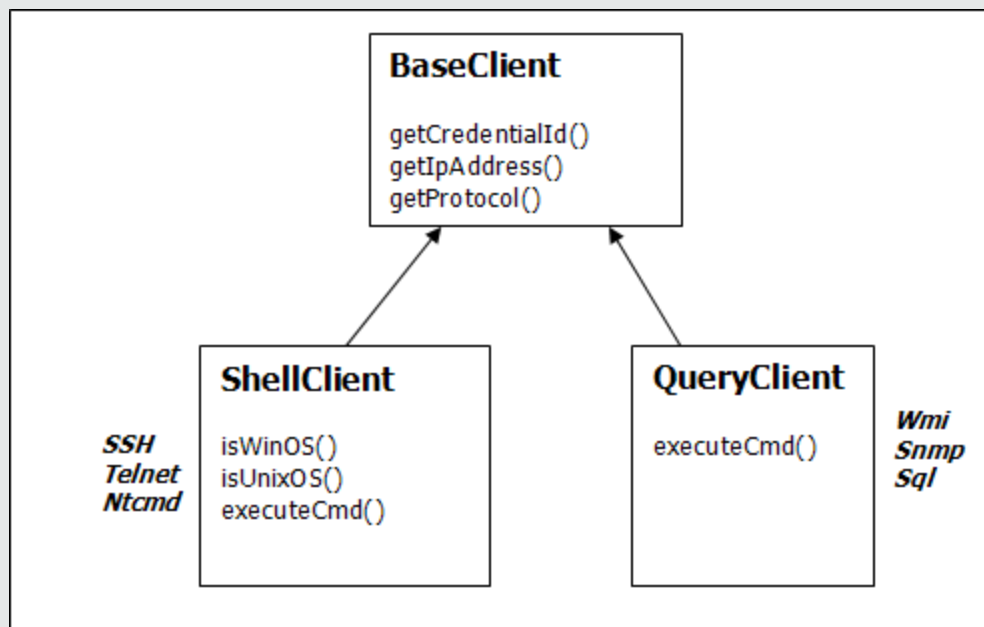 BaseClient
getCredentialId()
getIpAddress()
getProtocol()
ShellClient
isWinOS()
isUnixOS()
executeCmd()
SSH
Telnet
Ntcmd
QueryClient
executeCmd()
Wmi
Snmp
Sql